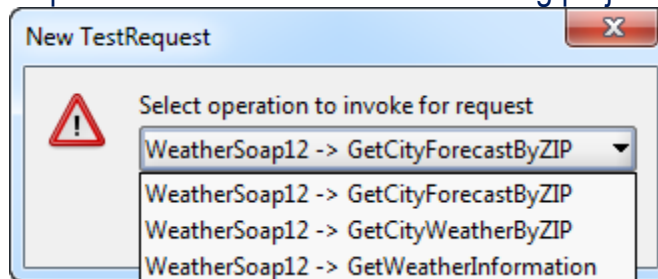 New TestRequest
Select operation to invoke for request
WeatherSoap12 -> GetCityForecastByZIP
WeatherSoap12 -> GetCityForecastByZIP
WeatherSoap12 -> GetCityWeatherByZIP
WeatherSoap12 -> GetWeatherInformation